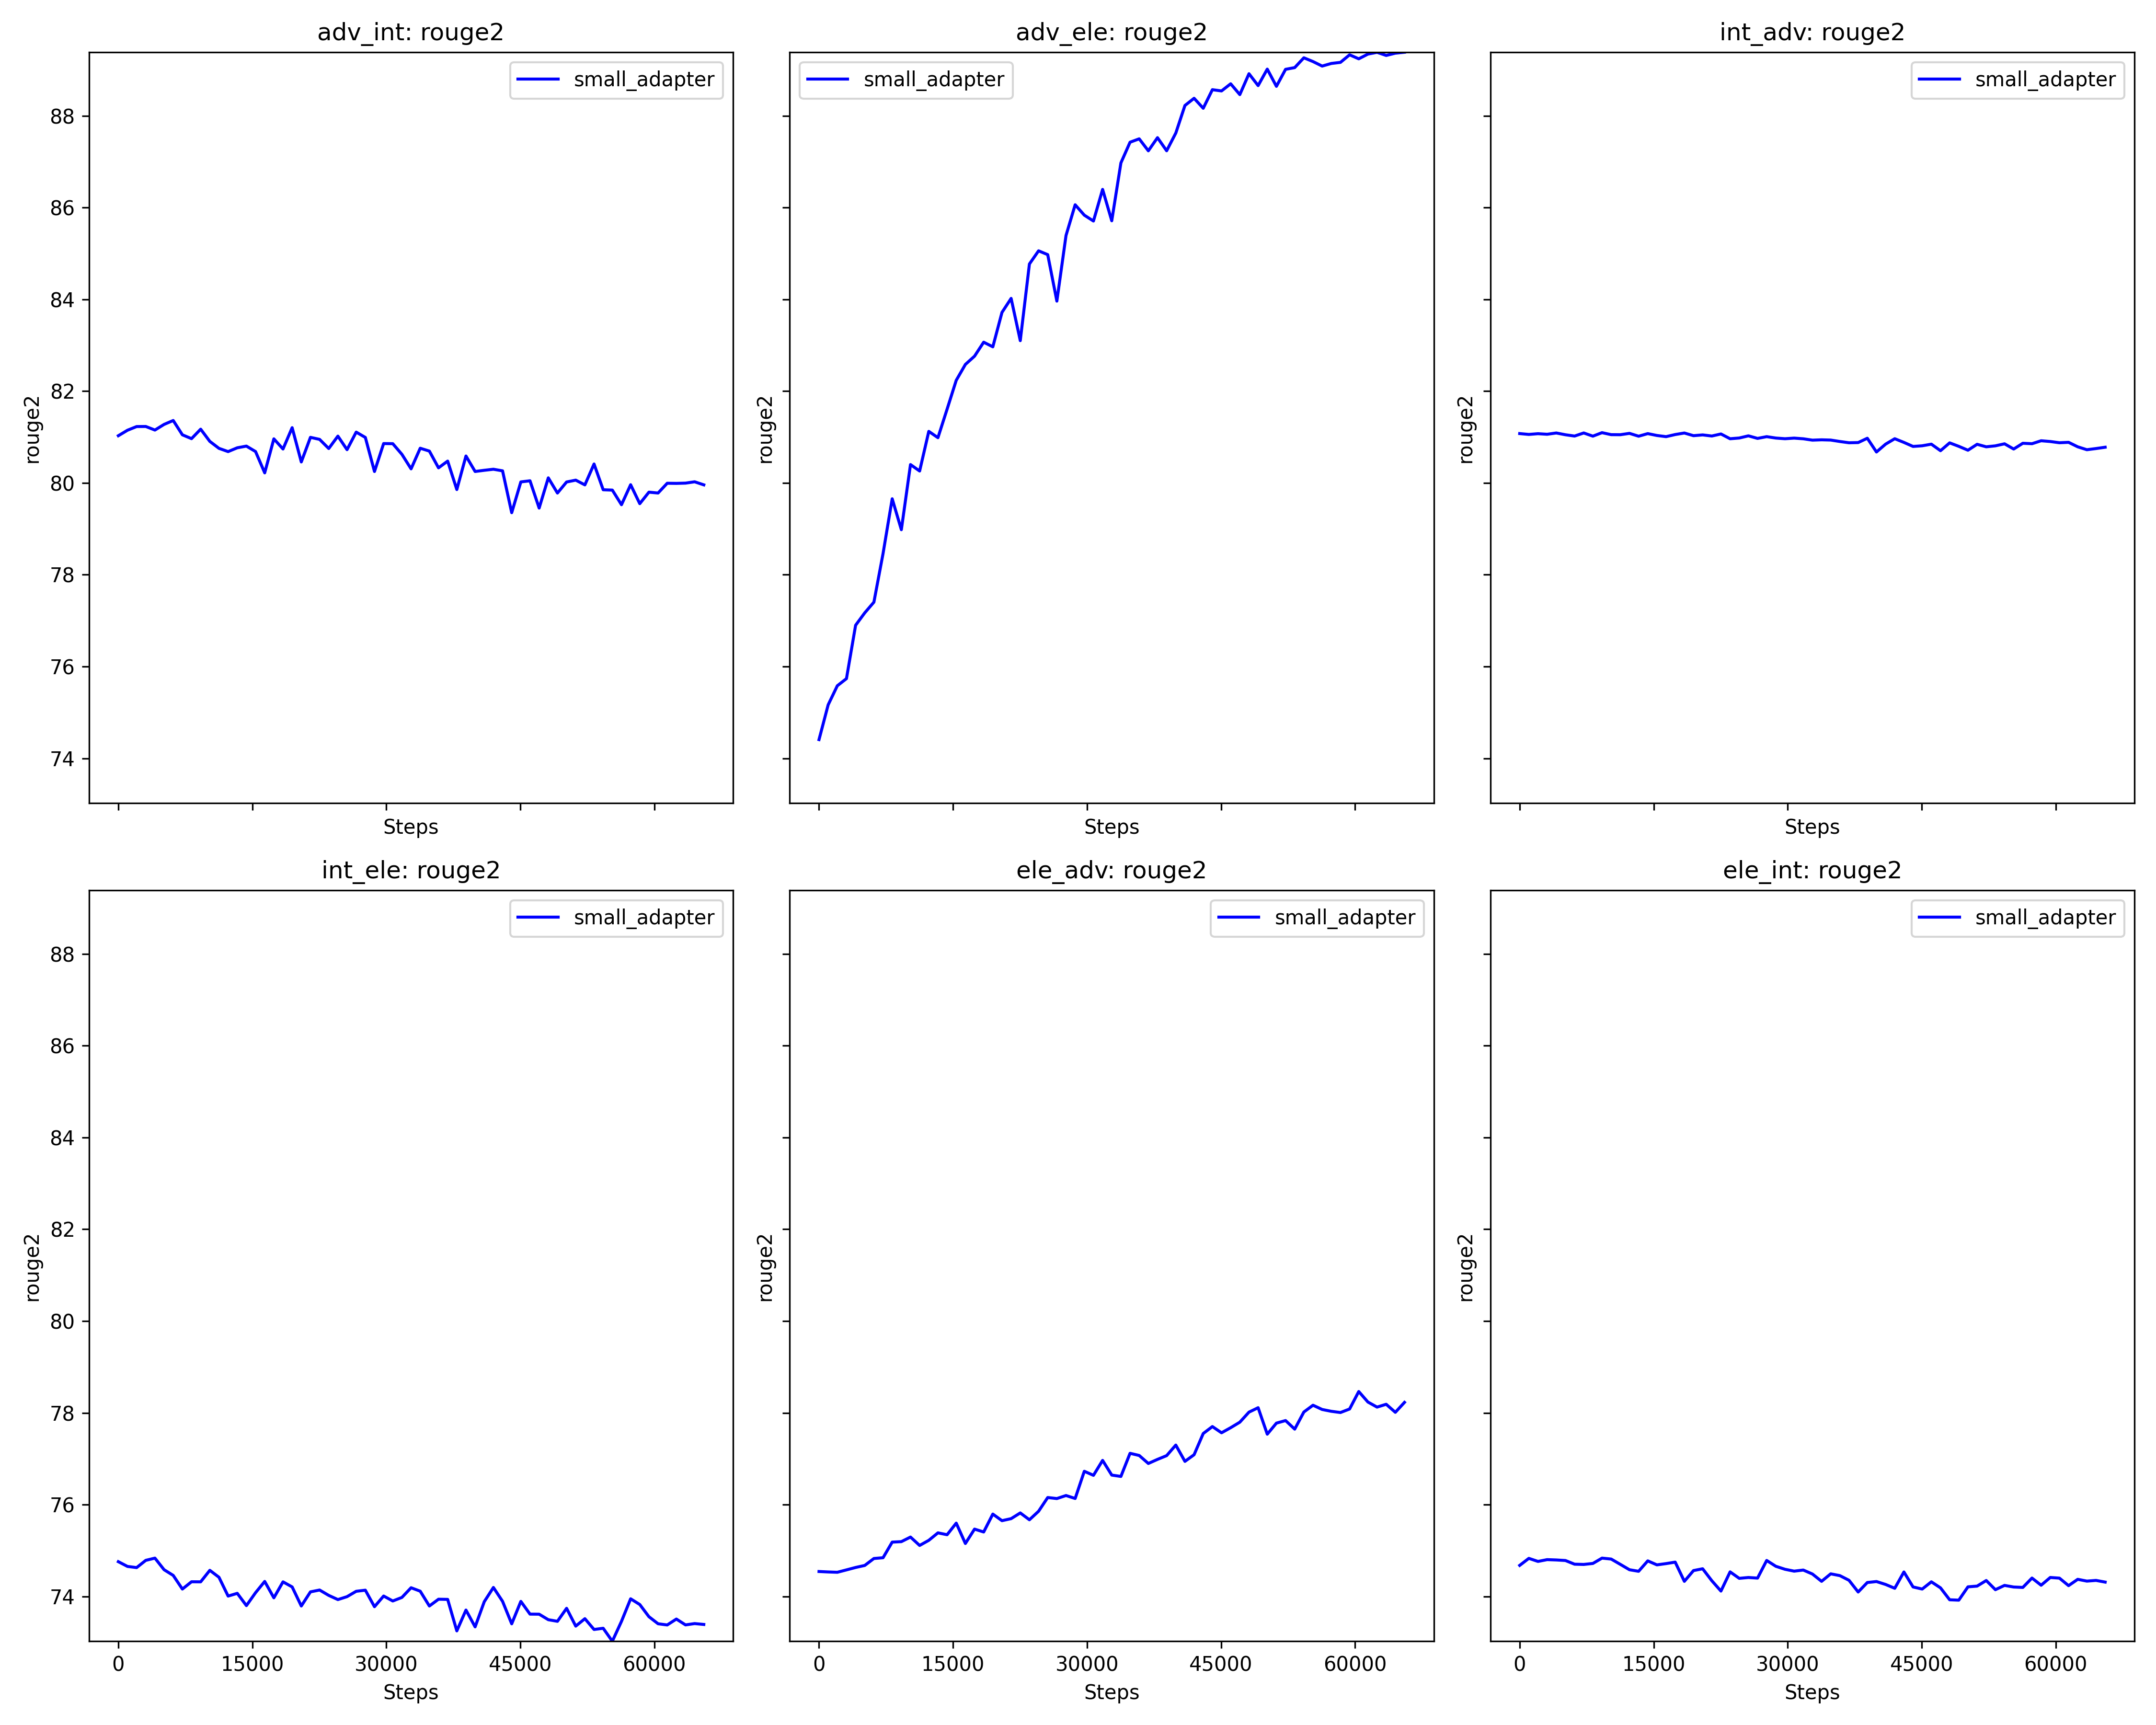 adv_int: rouge2
small_adapter
88
86
84
82
80
78
76
74
rouge2
Steps
adv_ele: rouge2
small_adapter
rouge2
Steps
int_adv: rouge2
small_adapter
rouge2
Steps
int_ele: rouge2
small_adapter
88
86
84
82
80
78
76
74
rouge2
0 15000 30000 45000 60000
Steps
ele_adv: rouge2
small_adapter
rouge2
0 15000 30000 45000 60000
Steps
ele_int: rouge2
small_adapter
rouge2
0 15000 30000 45000 60000
Steps